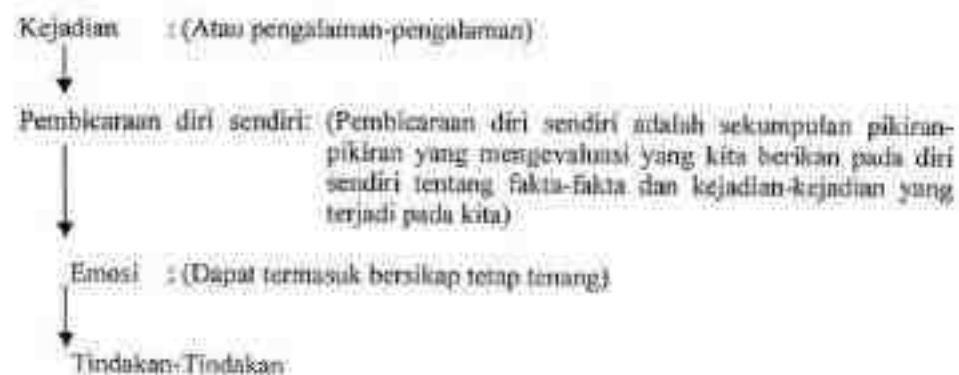 Kejadian : (Atau pengalaman-pengalaman)
Pembicaraan diri sendiri: (Pembicaraan diri sendiri adalah sekumpulan pikiran-
pikiran yang mengevaluasi yang kita berikan pada diri
sendiri tentang fakta-fakta dan kejadian-kejadian yang
terjadi pada kita)
Emosi : (Dapat termasuk bersikap tetap tenang)
Tindakan-Tindakan